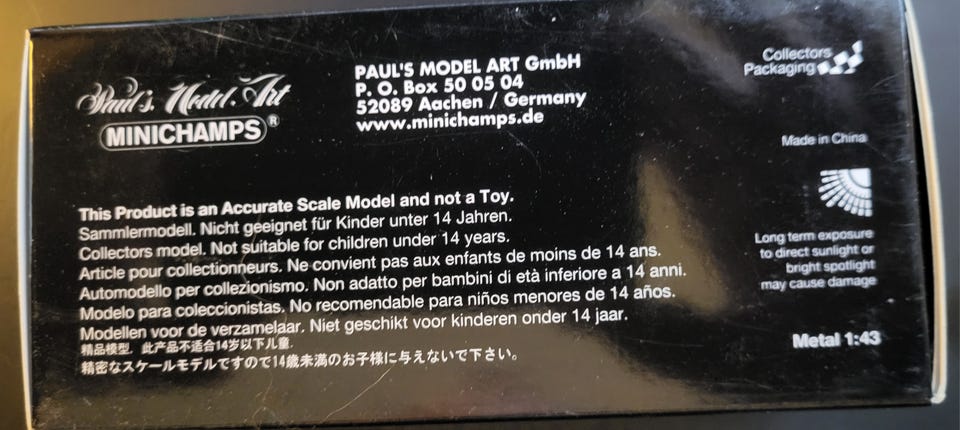 Paul's Model Art
MINICHAMPS®
PAUL'S MODEL ART GmbH
P. O. Box 50 05 04
52089 Aachen / Germany
www.minichamps.de
Collectors
Packaging
Made in China
This Product is an Accurate Scale Model and not a Toy.
Sammlermodell. Nicht geeignet für Kinder unter 14 Jahren.
Collectors model. Not suitable for children under 14 years.
Article pour collectionneurs. Ne convient pas aux enfants de moins de 14 ans.
Automodello per collezionismo. Non adatto per bambini di età inferiore a 14 anni.
Modelo para coleccionistas. No recomendable para niños menores de 14 años.
Modellen voor de verzamelaar. Niet geschikt voor kinderen onder 14 jaar.
精品模型. 此产品不适合14岁以下儿童.
精密なスケールモデルですので14歳未満のお子様に与えないで下さい。
Long term exposure
to direct sunlight or
bright spotlight
may cause damage
Metal 1:43